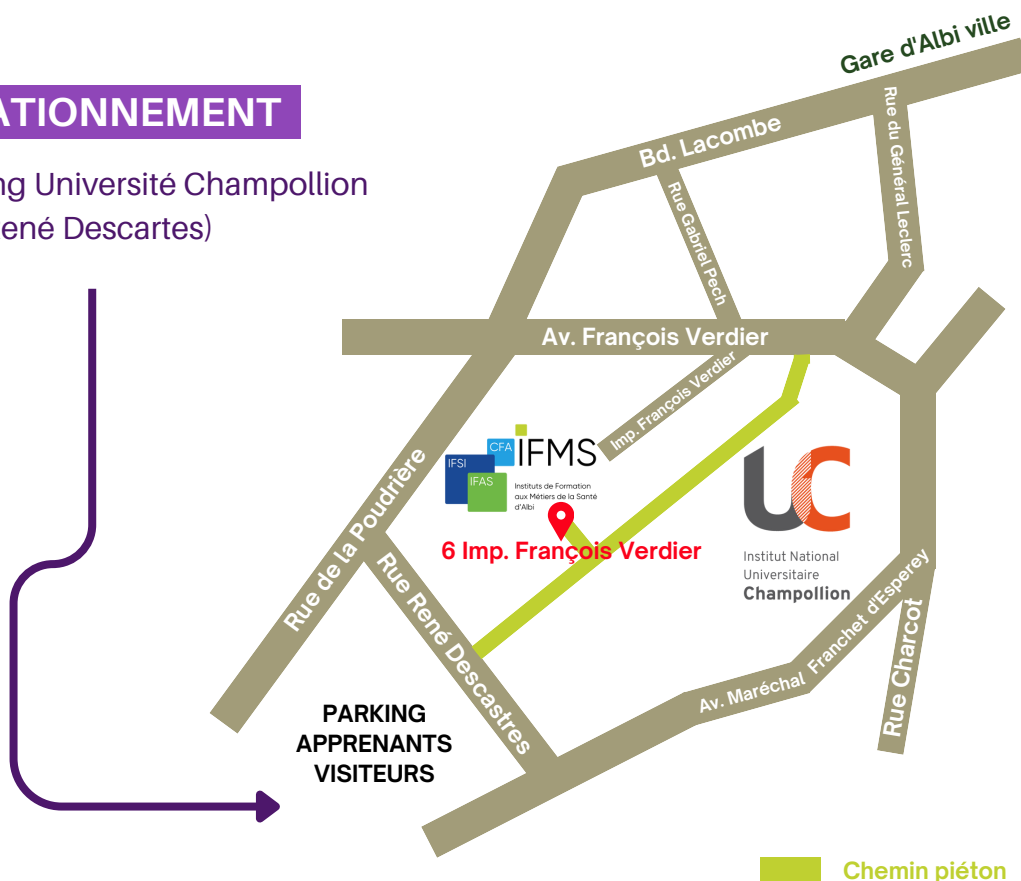 Gare d'Albi ville
ATIONNEMENT
ng Université Champollion
ené Descartes)
Bd. Lacombe
Rue du Général Leclerc
Rue Gabriel Pech
Av. François Verdier
Imp. François Verdier
CFA
IFMS
IFSI
IFAS
Instituts de Formation
aux Métiers de la Santé
d'Albi
6 Imp. François Verdier
UC
Institut National
Universitaire
Champollion
Rue de la Poudrière
Rue René Descastres
Av. Maréchal Franchet d'Esperey
Rue Charcot
PARKING
APPRENANTS
VISITEURS
Chemin piéton